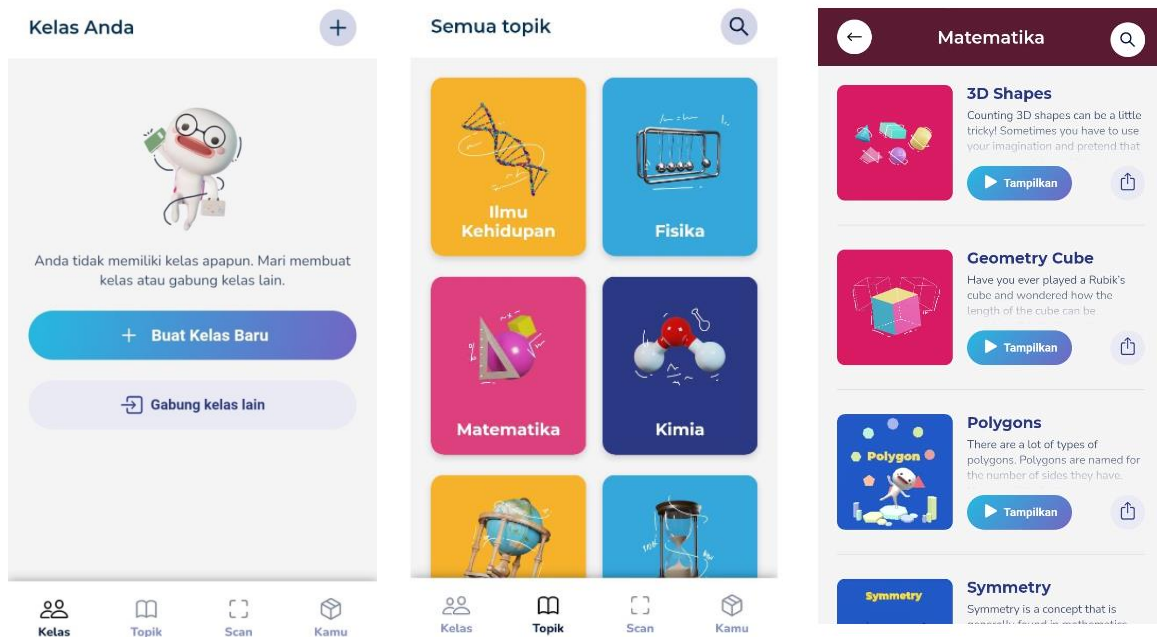 Kelas Anda
Anda tidak memiliki kelas apapun. Mari membuat
kelas atau gabung kelas lain.
+ Buat Kelas Baru
Gabung kelas lain
Kelas
Topik
Scan
Kamu
Semua topik
Ilmu
Kehidupan
Fisika
Matematika
Kimia
Kelas
Topik
Scan
Kamu
Matematika
3D Shapes
Counting 3D shapes can be a little
tricky! Sometimes you have to use
your imagination and pretend that
Tampilkan
Geometry Cube
Have you ever played a Rubik's
cube and wondered how the
length of the cube can be
Tampilkan
Polygon
Polygons
There are a lot of types of
polygons. Polygons are named for
the number of sides they have.
Tampilkan
Symmetry
Symmetry
Symmetry is a concept that is
generally found in mathematics